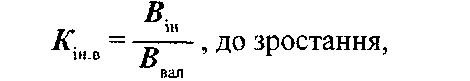 K_ін.в = B_ін / B_вал , до зростання,